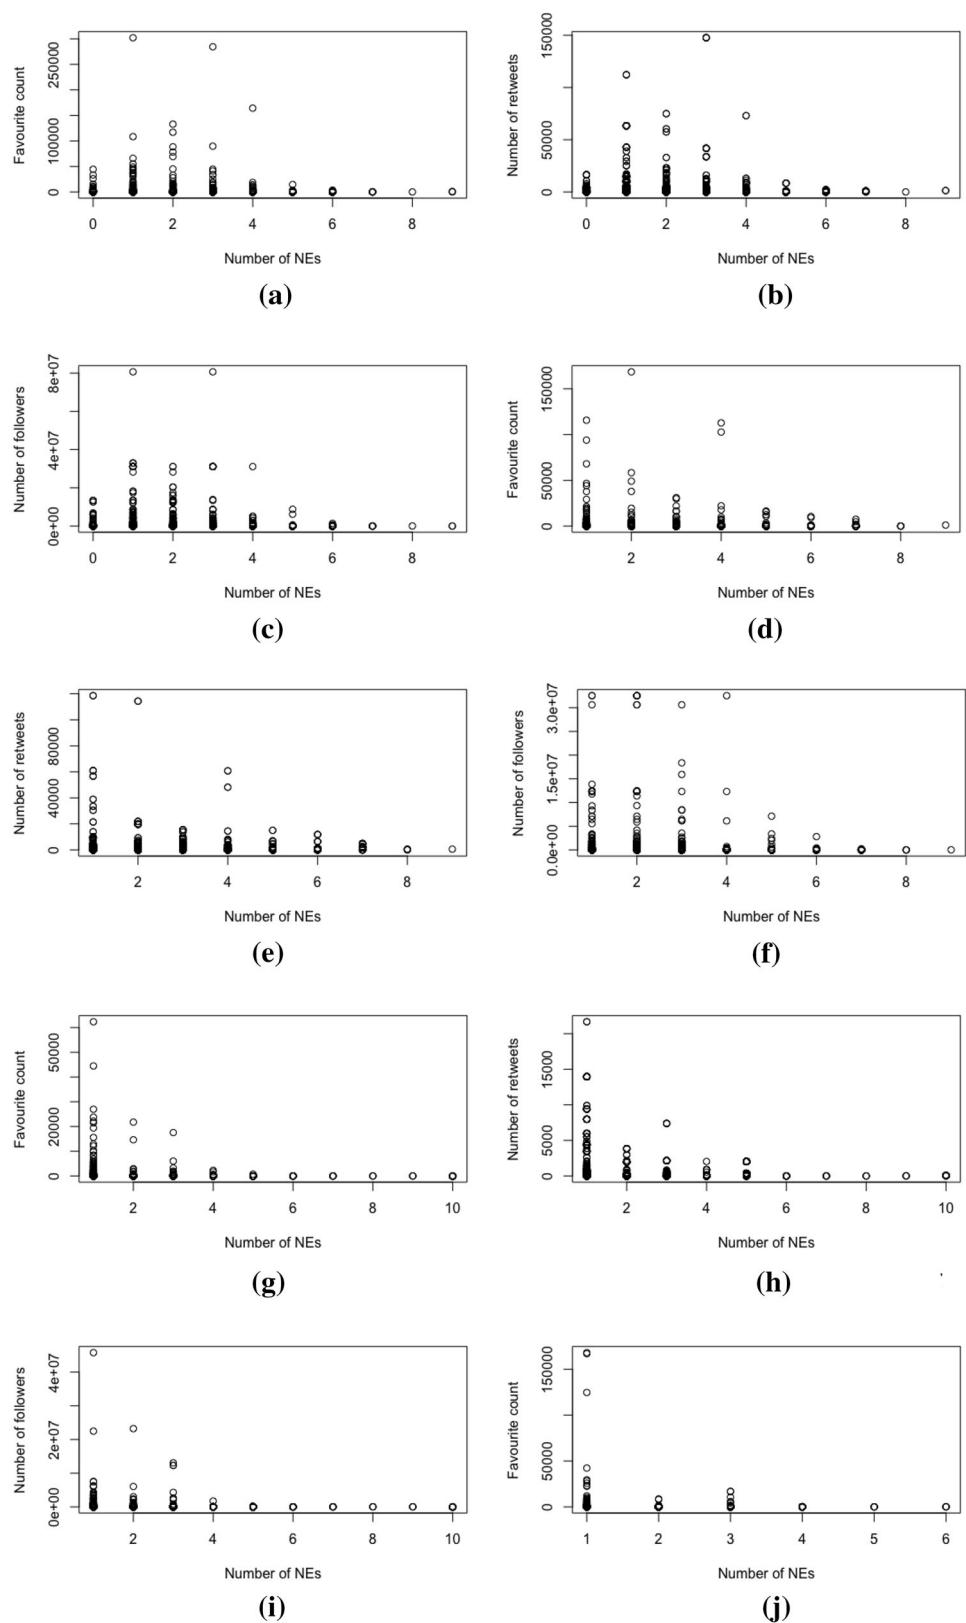 Favourite count
0 100000 250000
0 2 4 6 8
Number of NEs
(a)
Number of retweets
0 50000 150000
0 2 4 6 8
Number of NEs
(b)
Number of followers
0e+00 4e+07 8e+07
0 2 4 6 8
Number of NEs
(c)
Favourite count
0 50000 150000
2 4 6 8
Number of NEs
(d)
Number of retweets
0 40000 80000
2 4 6 8
Number of NEs
(e)
Number of followers
0.0e+00 1.5e+07 3.0e+07
2 4 6 8
Number of NEs
(f)
Favourite count
0 20000 50000
2 4 6 8 10
Number of NEs
(g)
Number of retweets
0 5000 15000
2 4 6 8 10
Number of NEs
(h)
Number of followers
0e+00 2e+07 4e+07
2 4 6 8 10
Number of NEs
(i)
Favourite count
0 50000 150000
1 2 3 4 5 6
Number of NEs
(j)